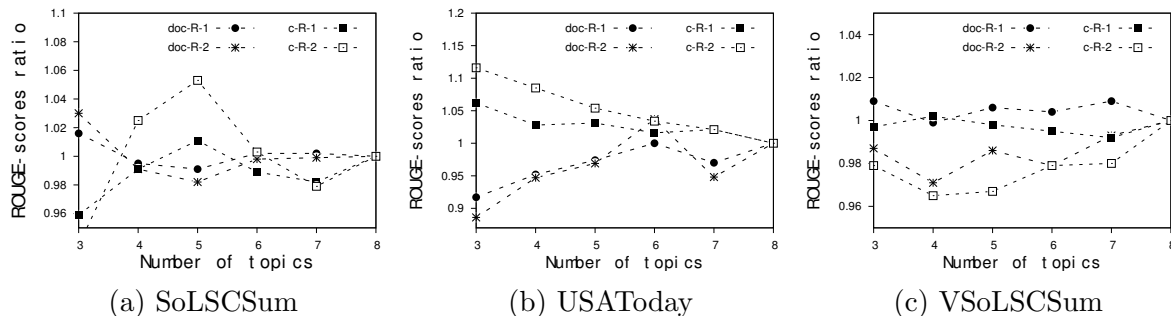 1.1
1.08
1.06
1.04
1.02
1
0.98
0.96
ROUGE-scores ratio
doc-R-1
doc-R-2
c-R-1
c-R-2
3 4 5 6 7 8
Number of topics
(a) SoLSCSum
1.2
1.15
1.1
1.05
1
0.95
0.9
ROUGE-scores ratio
doc-R-1
doc-R-2
c-R-1
c-R-2
3 4 5 6 7 8
Number of topics
(b) USAToday
1.04
1.02
1
0.98
0.96
ROUGE-scores ratio
doc-R-1
doc-R-2
c-R-1
c-R-2
3 4 5 6 7 8
Number of topics
(c) VSoLSCSum